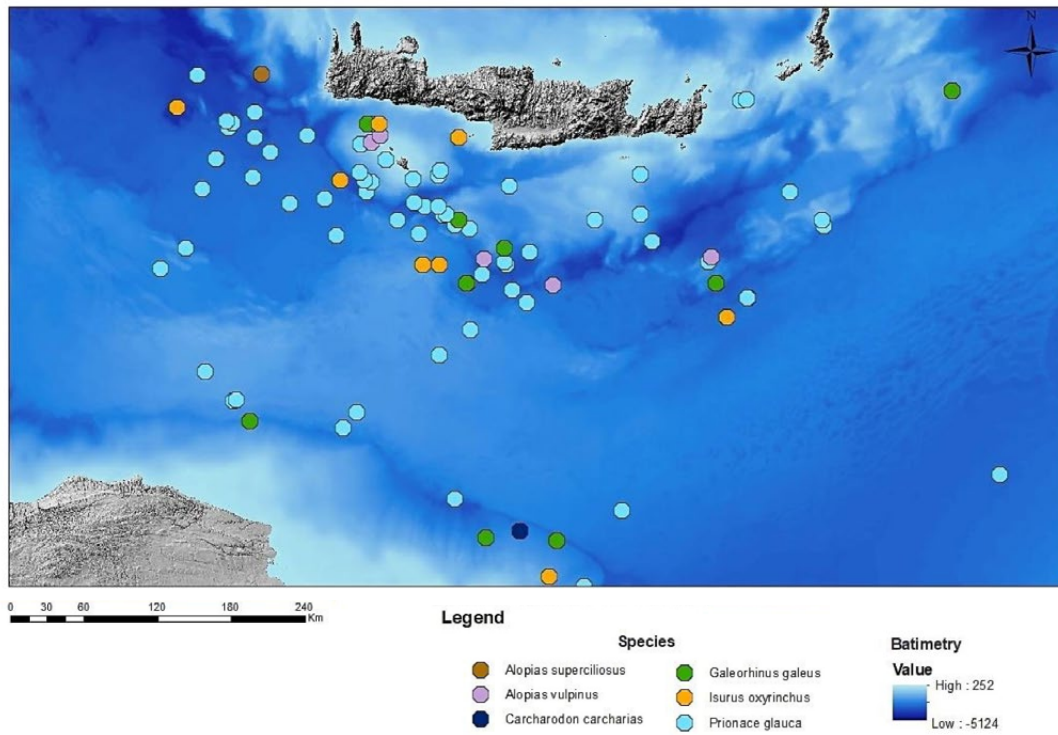 N
0 30 60 120 180 240
Km
Legend
Species
Alopias superciliosus
Alopias vulpinus
Carcharodon carcharias
Galeorhinus galeus
Isurus oxyrinchus
Prionace glauca
Batimetry
Value
High : 252
Low : -5124